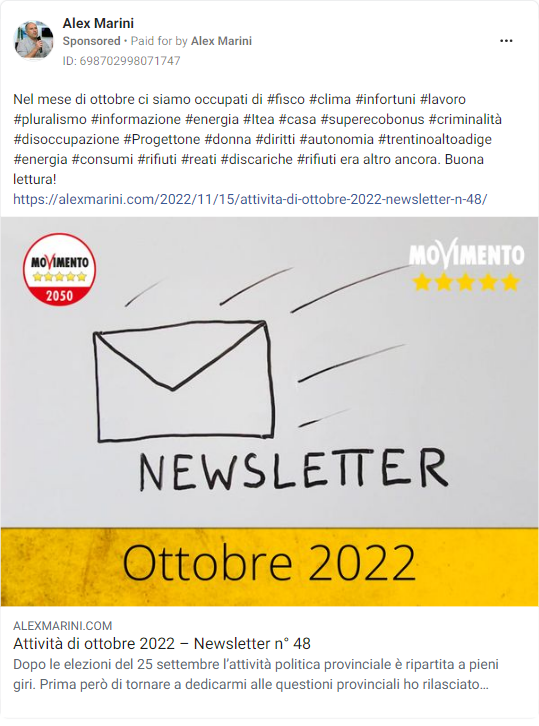 Alex Marini
Sponsored • Paid for by Alex Marini
ID: 698702998071747
Nel mese di ottobre ci siamo occupati di #fisco #clima #infortuni #lavoro
#pluralismo #informazione #energia #Itea #casa #superecobonus #criminalità
#disoccupazione #Progettone #donna #diritti #autonomia #trentinoaltoadige
#energia #consumi #rifiuti #reati #discariche #rifiuti era altro ancora. Buona
lettura!
https://alexmarini.com/2022/11/15/attivita-di-ottobre-2022-newsletter-n-48/
MOVIMENTO
2050
MOVIMENTO
NEWSLETTER
Ottobre 2022
ALEXMARINI.COM
Attività di ottobre 2022 – Newsletter n° 48
Dopo le elezioni del 25 settembre l’attività politica provinciale è ripartita a pieni
giri. Prima però di tornare a dedicarmi alle questioni provinciali ho rilasciato…